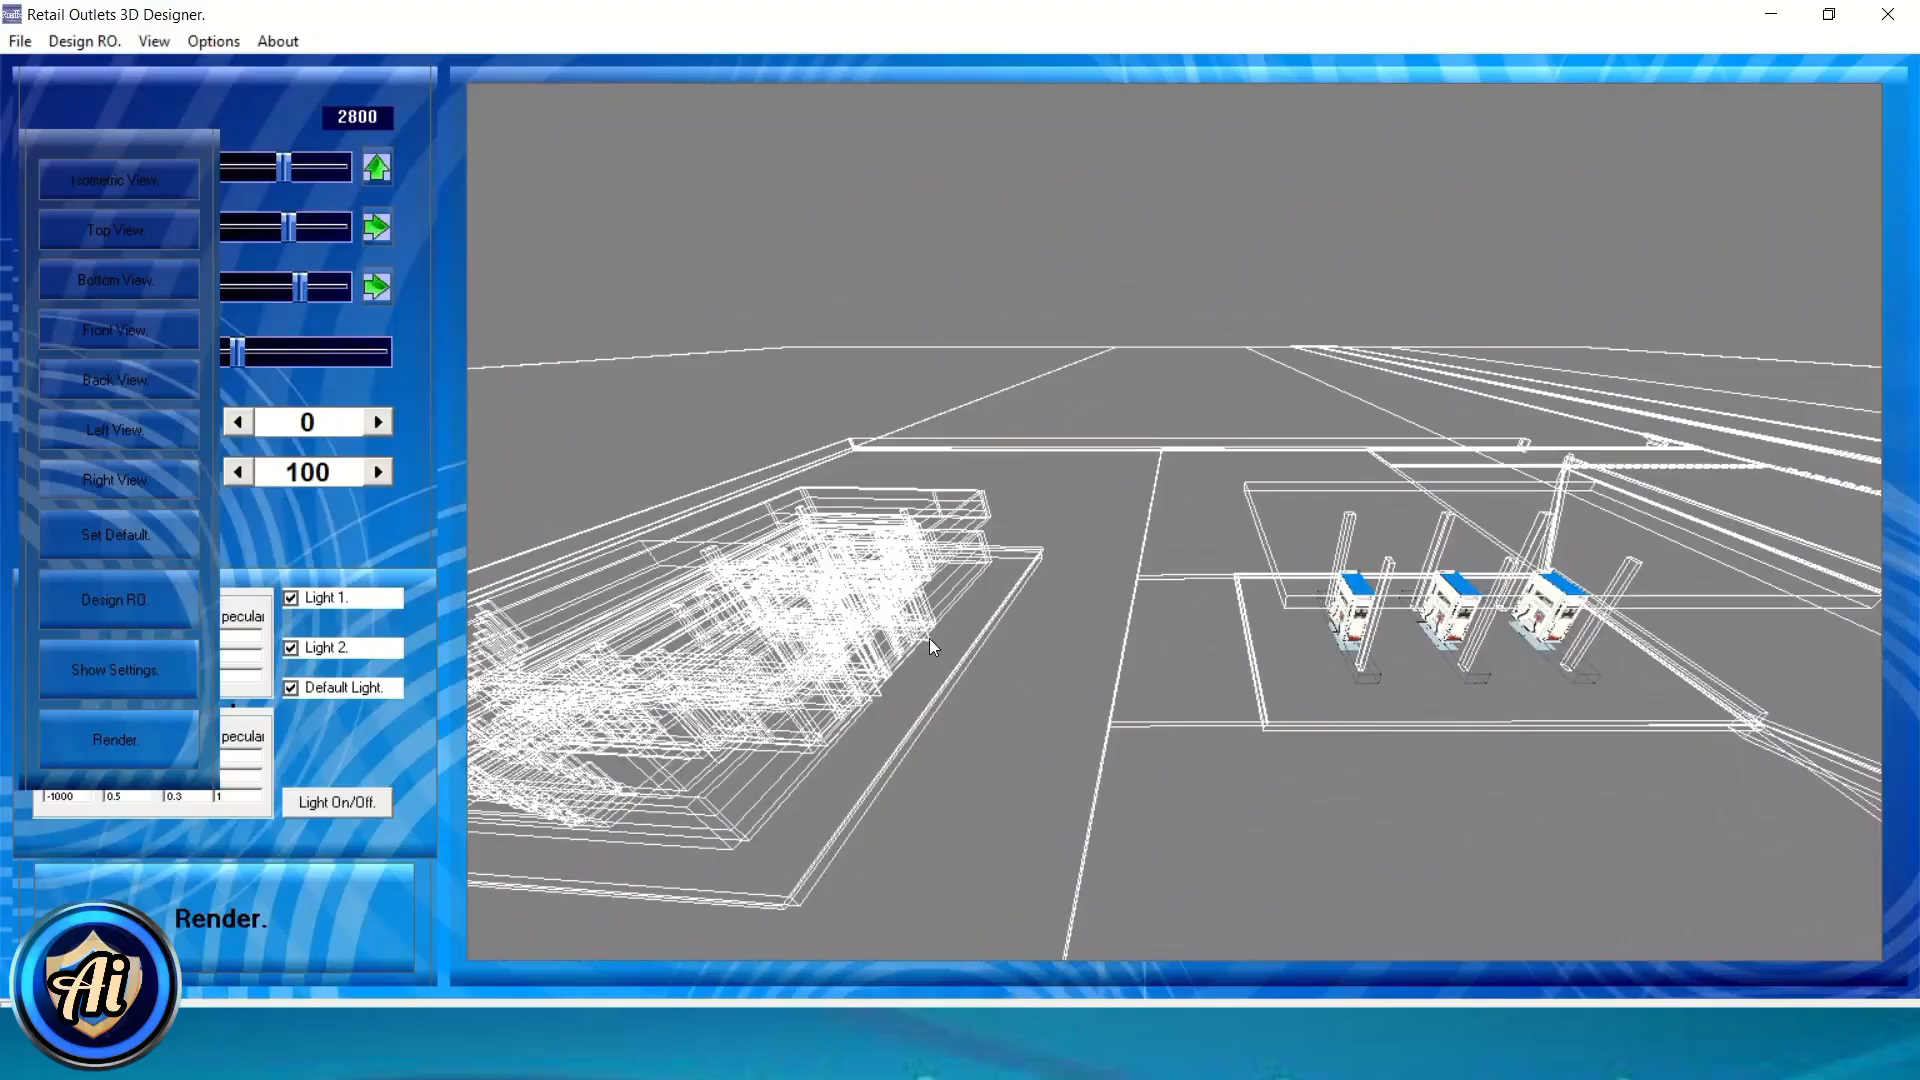 Retail Outlets 3D Designer.
File Design RO. View Options About
2800
Isometric View.
Top View.
Bottom View.
Front View.
Back View.
Left View.
0
Right View.
100
Set Default.
Design RO.
Light 1.
pecular
Light 2.
Show Settings.
Default Light.
pecular
Render.
-1000 0.5 0.3 1
Light On/Off.
Render.
Ai